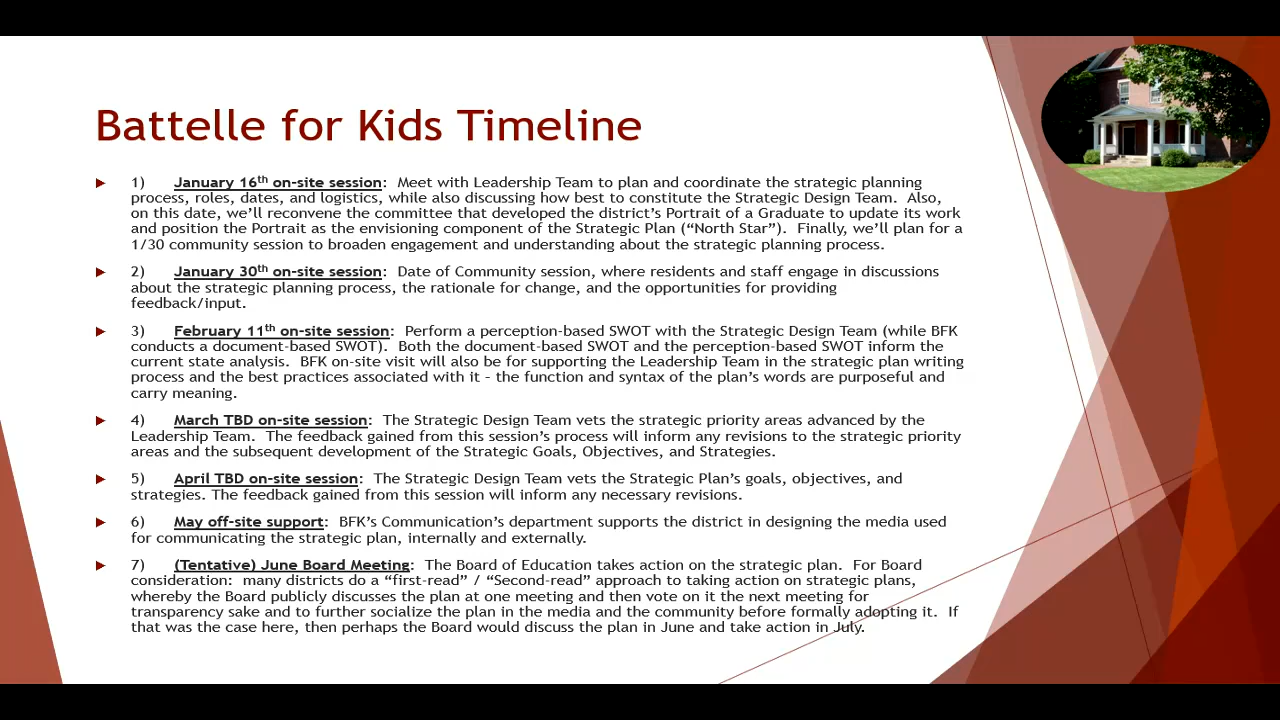 Battelle for Kids Timeline
1) January 16th on-site session: Meet with Leadership Team to plan and coordinate the strategic planning
process, roles, dates, and logistics, while also discussing how best to constitute the Strategic Design Team. Also,
on this date, we’ll reconvene the committee that developed the district’s Portrait of a Graduate to update its work
and position the Portrait as the envisioning component of the Strategic Plan (“North Star”). Finally, we’ll plan for a
1/30 community session to broaden engagement and understanding about the strategic planning process.
2) January 30th on-site session: Date of Community session, where residents and staff engage in discussions
about the strategic planning process, the rationale for change, and the opportunities for providing
feedback/input.
3) February 11th on-site session: Perform a perception-based SWOT with the Strategic Design Team (while BFK
conducts a document-based SWOT). Both the document-based SWOT and the perception-based SWOT inform the
current state analysis. BFK on-site visit will also be for supporting the Leadership Team in the strategic plan writing
process and the best practices associated with it – the function and syntax of the plan’s words are purposeful and
carry meaning.
4) March TBD on-site session: The Strategic Design Team vets the strategic priority areas advanced by the
Leadership Team. The feedback gained from this session’s process will inform any revisions to the strategic priority
areas and the subsequent development of the Strategic Goals, Objectives, and Strategies.
5) April TBD on-site session: The Strategic Design Team vets the Strategic Plan’s goals, objectives, and
strategies. The feedback gained from this session will inform any necessary revisions.
6) May off-site support: BFK’s Communication’s department supports the district in designing the media used
for communicating the strategic plan, internally and externally.
7) (Tentative) June Board Meeting: The Board of Education takes action on the strategic plan. For Board
consideration: many districts do a “first-read” / “Second-read” approach to taking action on strategic plans,
whereby the Board publicly discusses the plan at one meeting and then vote on it the next meeting for
transparency sake and to further socialize the plan in the media and the community before formally adopting it. If
that was the case here, then perhaps the Board would discuss the plan in June and take action in July.